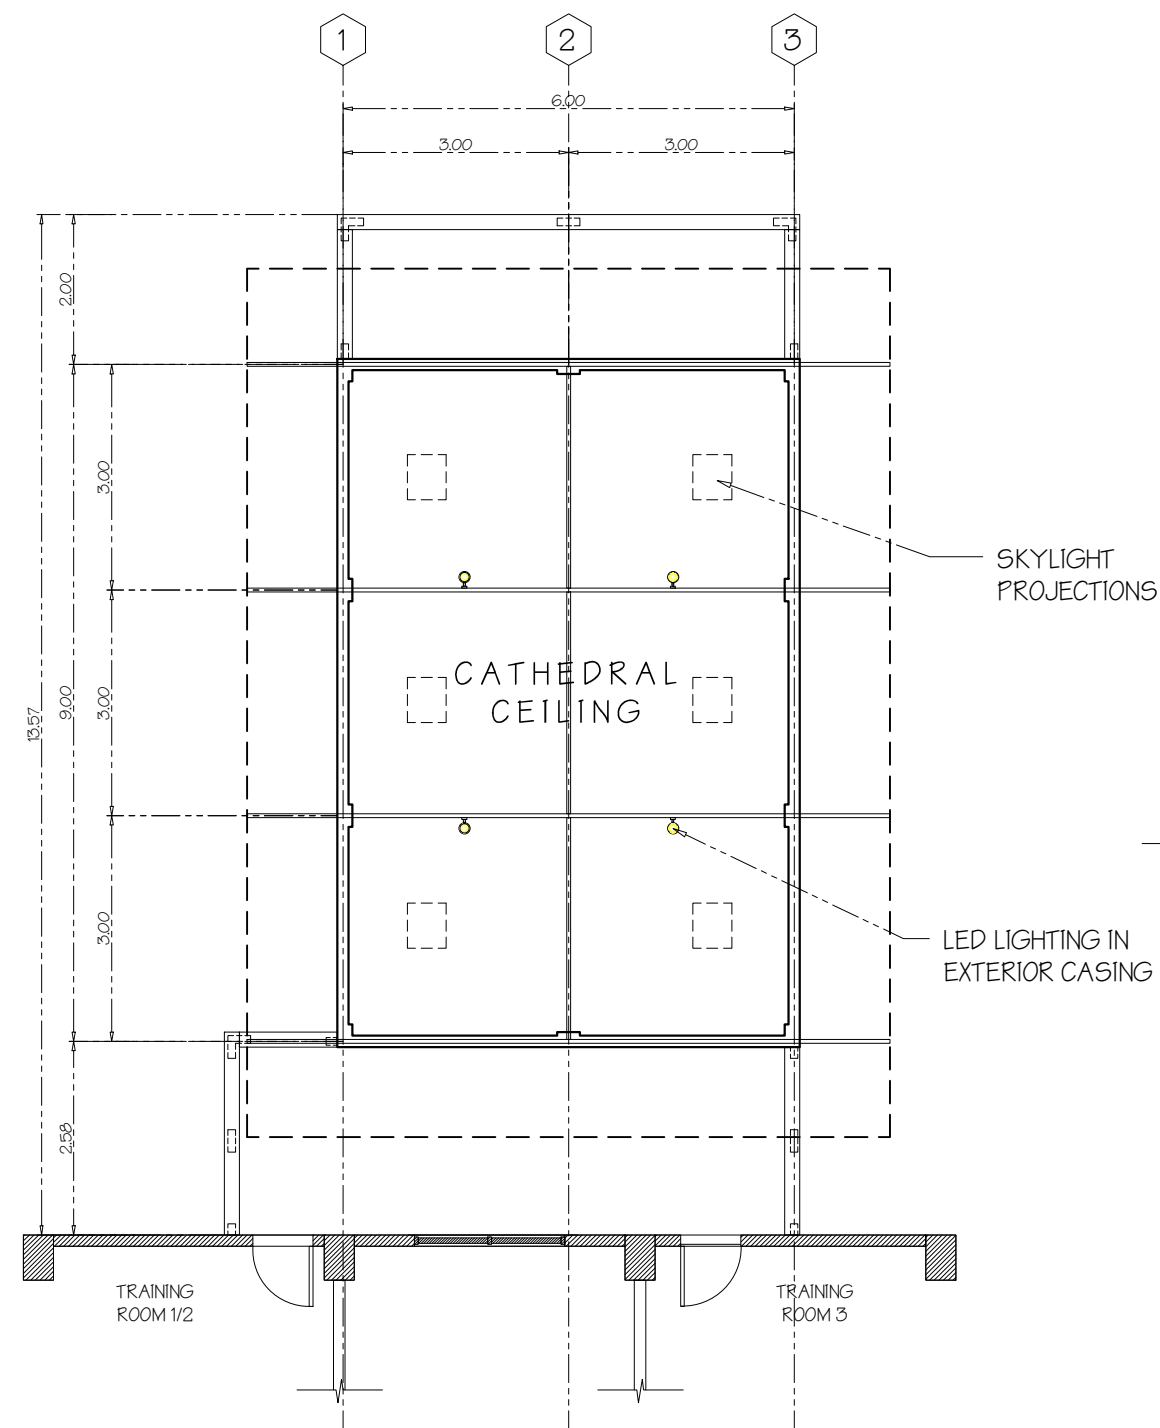 1 2 3
6.00
3.00 3.00
2.00
3.00
SKYLIGHT
PROJECTIONS
CATHEDRAL
CEILING
13.57
9.00
3.00
3.00
LED LIGHTING IN
EXTERIOR CASING
2.58
TRAINING
ROOM 1/2
TRAINING
ROOM 3